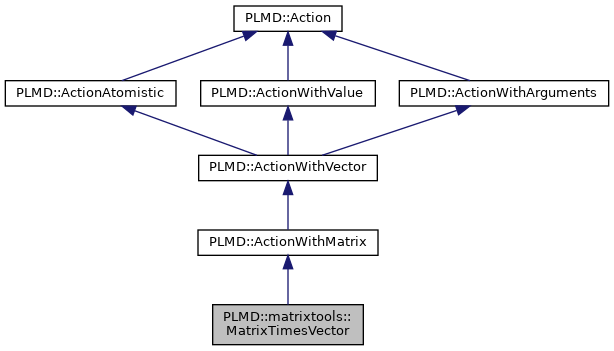 PLMD::Action
PLMD::ActionAtomistic
PLMD::ActionWithValue
PLMD::ActionWithArguments
PLMD::ActionWithVector
PLMD::ActionWithMatrix
PLMD::matrixtools::
MatrixTimesVector